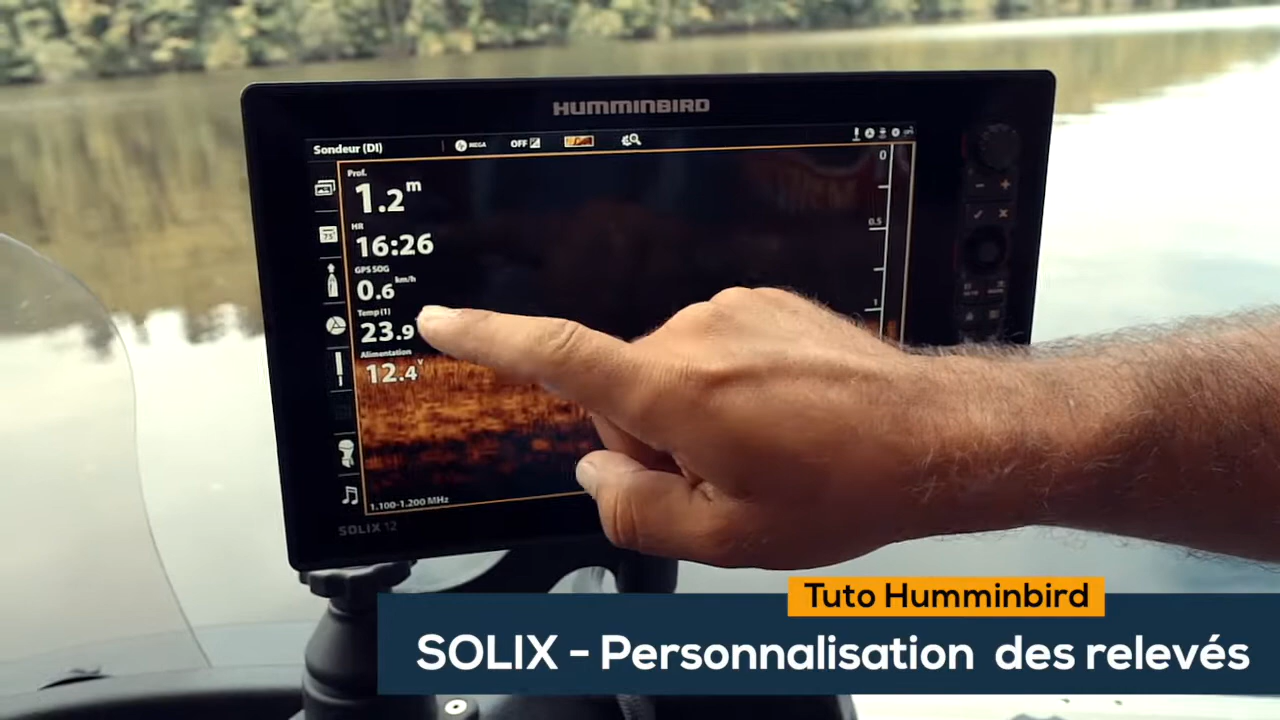 HUMMINBIRD
Sondeur (DI)
MEGA
OFF
Prof.
1.2 m
HR
16:26
GPS SOG
0.6 km/h
Temp (1)
23.9
Alimentation
12.4 V
0
0.5
1
1.100-1.200 MHz
SOLIX 12
Tuto Humminbird
SOLIX - Personnalisation des relevés